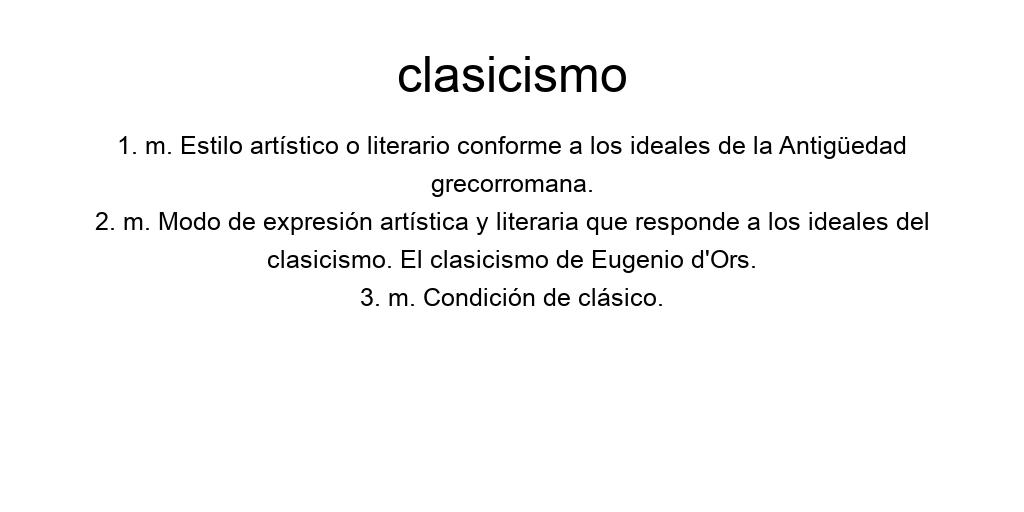 clasicismo
1. m. Estilo artístico o literario conforme a los ideales de la Antigüedad
grecorromana.
2. m. Modo de expresión artística y literaria que responde a los ideales del
clasicismo. El clasicismo de Eugenio d'Ors.
3. m. Condición de clásico.